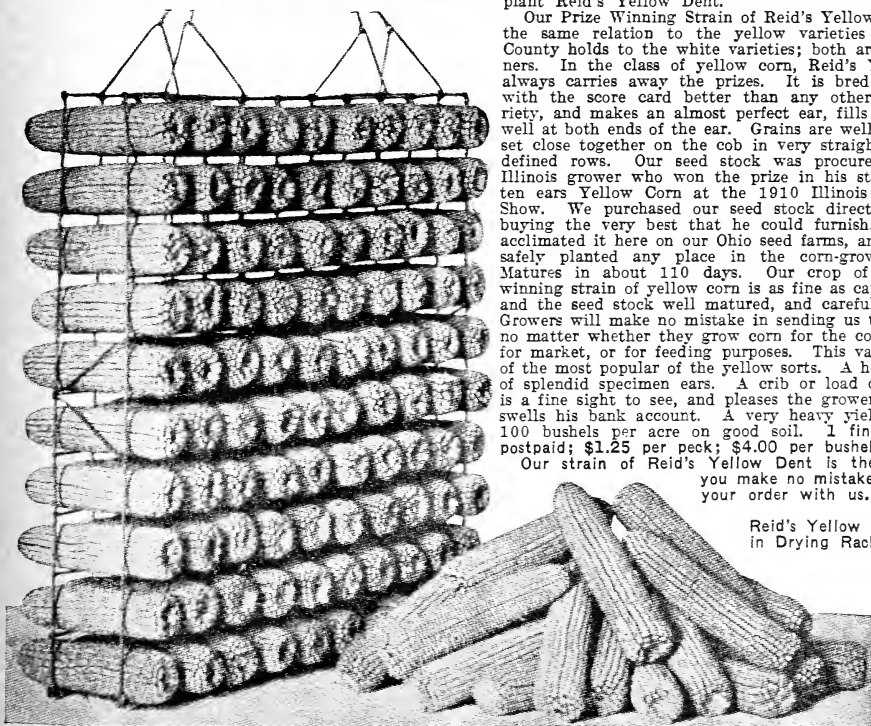 plant Reid's Yellow Dent.
Our Prize Winning Strain of Reid's Yellow
the same relation to the yellow varieties
County holds to the white varieties; both ar
ners. In the class of yellow corn, Reid's Y
always carries away the prizes. It is bred
with the score card better than any other
riety, and makes an almost perfect ear, fills
well at both ends of the ear. Grains are well
set close together on the cob in very straigh
defined rows. Our seed stock was procure
Illinois grower who won the prize in his st
ten ears Yellow Corn at the 1910 Illinois
Show. We purchased our seed stock direct
buying the very best that he could furnish.
acclimated it here on our Ohio seed farms, an
safely planted any place in the corn-grow
Matures in about 110 days. Our crop of
winning strain of yellow corn is as fine as ca
and the seed stock well matured, and careful
Growers will make no mistake in sending us t
no matter whether they grow corn for the co
for market, or for feeding purposes. This va
of the most popular of the yellow sorts. A h
of splendid specimen ears. A crib or load o
is a fine sight to see, and pleases the grower
swells his bank account. A very heavy yiel
100 bushels per acre on good soil. 1 fin
postpaid; $1.25 per peck; $4.00 per bushel
Our strain of Reid's Yellow Dent is the
you make no mistake
your order with us.
Reid's Yellow
in Drying Rac